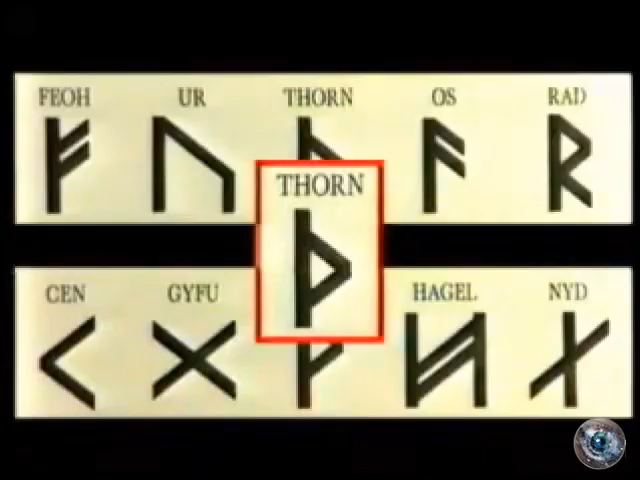 FEOH UR THORN OS RAD
ᚠ ᚢ ᚦ ᚩ ᚱ
THORN
ᚦ
CEN GYFU HAGEL NYD
ᚲ ᚷ ᚹ ᚻ ᚾ